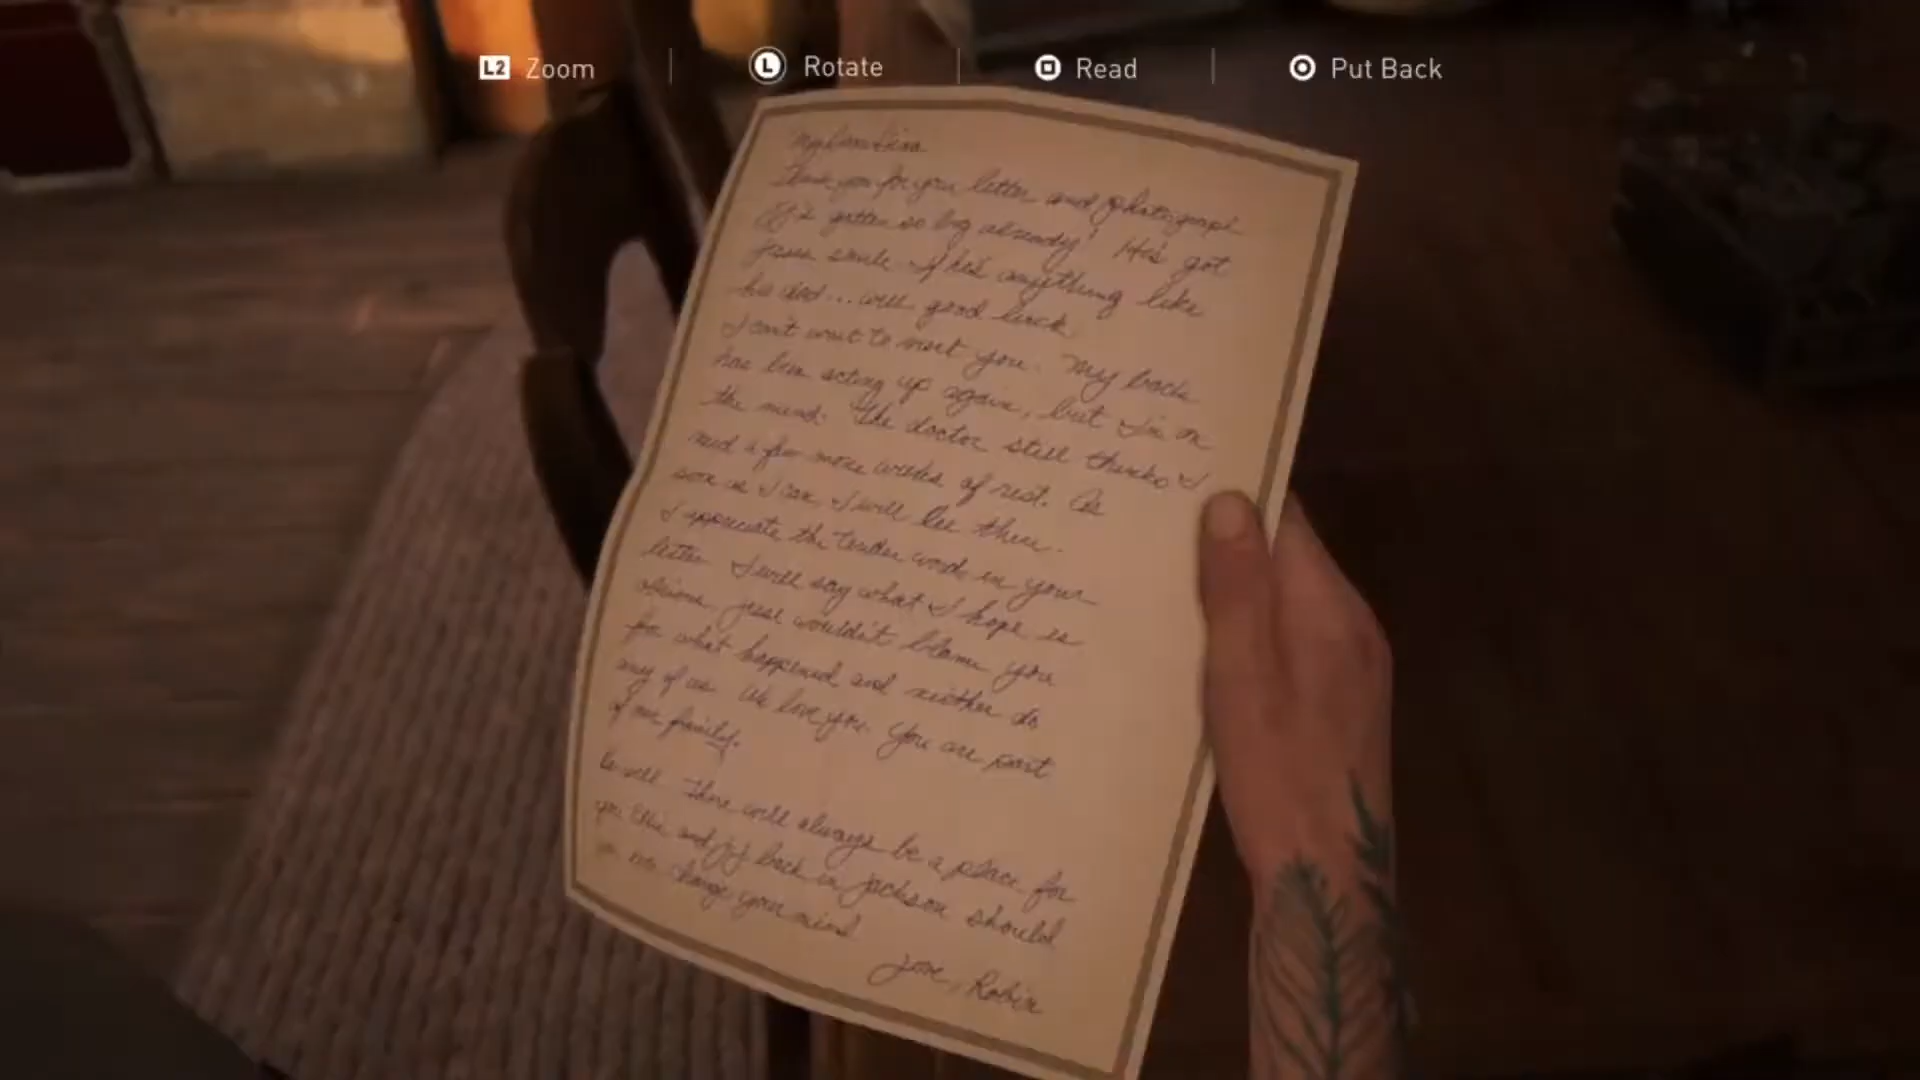 L2 Zoom
L Rotate
Read
Put Back
My Dear Dina
Thank you for your letter and photograph
JJ's gotten so big already! He's got
Jesse's smile. If he's anything like
his dad... well good luck.
I can't wait to visit you. My back
has been acting up again, but I'm on
the mend. The doctor still thinks I
need a few more weeks of rest. As
soon as I can, I will be there.
I appreciate the tender words in your
letter. I will say what I hope is
obvious, Jesse wouldn't blame you
for what happened and neither do
any of us. We love you. You are part
of our family.
Be well. There will always be a place for
you Ellie and JJ back in Jackson should
you change your mind
Love, Robin